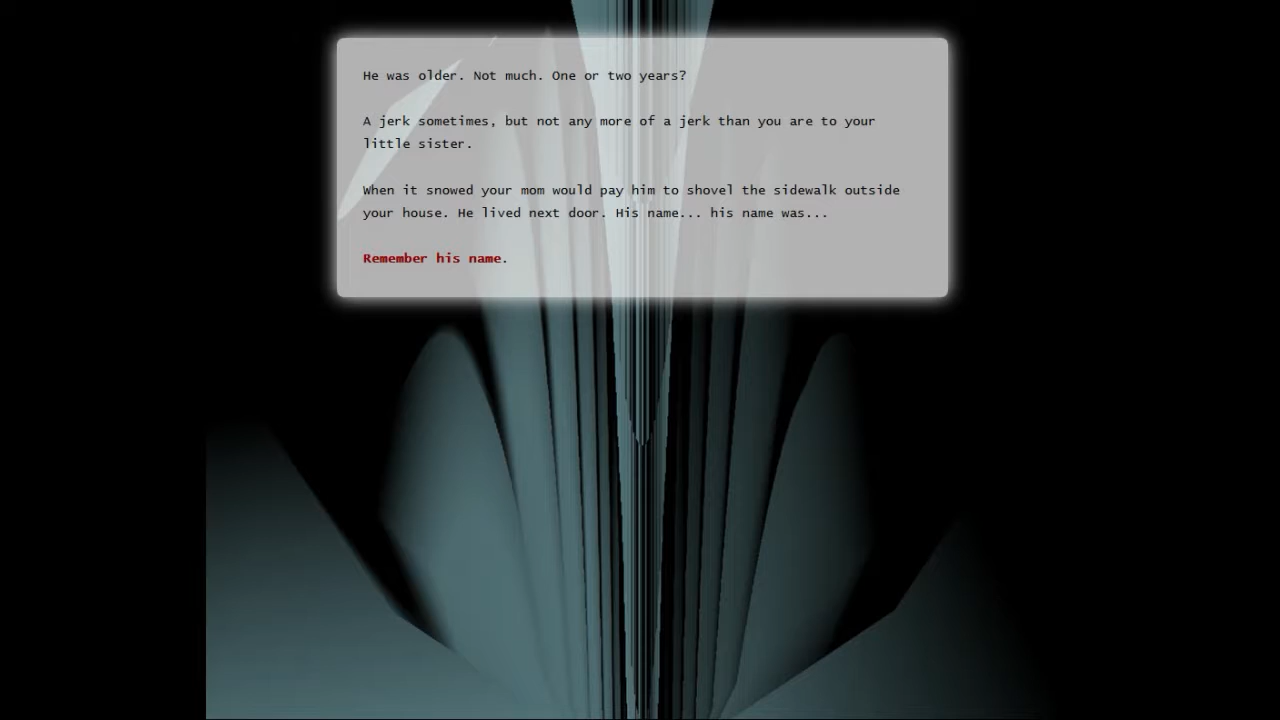 He was older. Not much. One or two years?
A jerk sometimes, but not any more of a jerk than you are to your
little sister.
When it snowed your mom would pay him to shovel the sidewalk outside
your house. He lived next door. His name... his name was...
Remember his name.